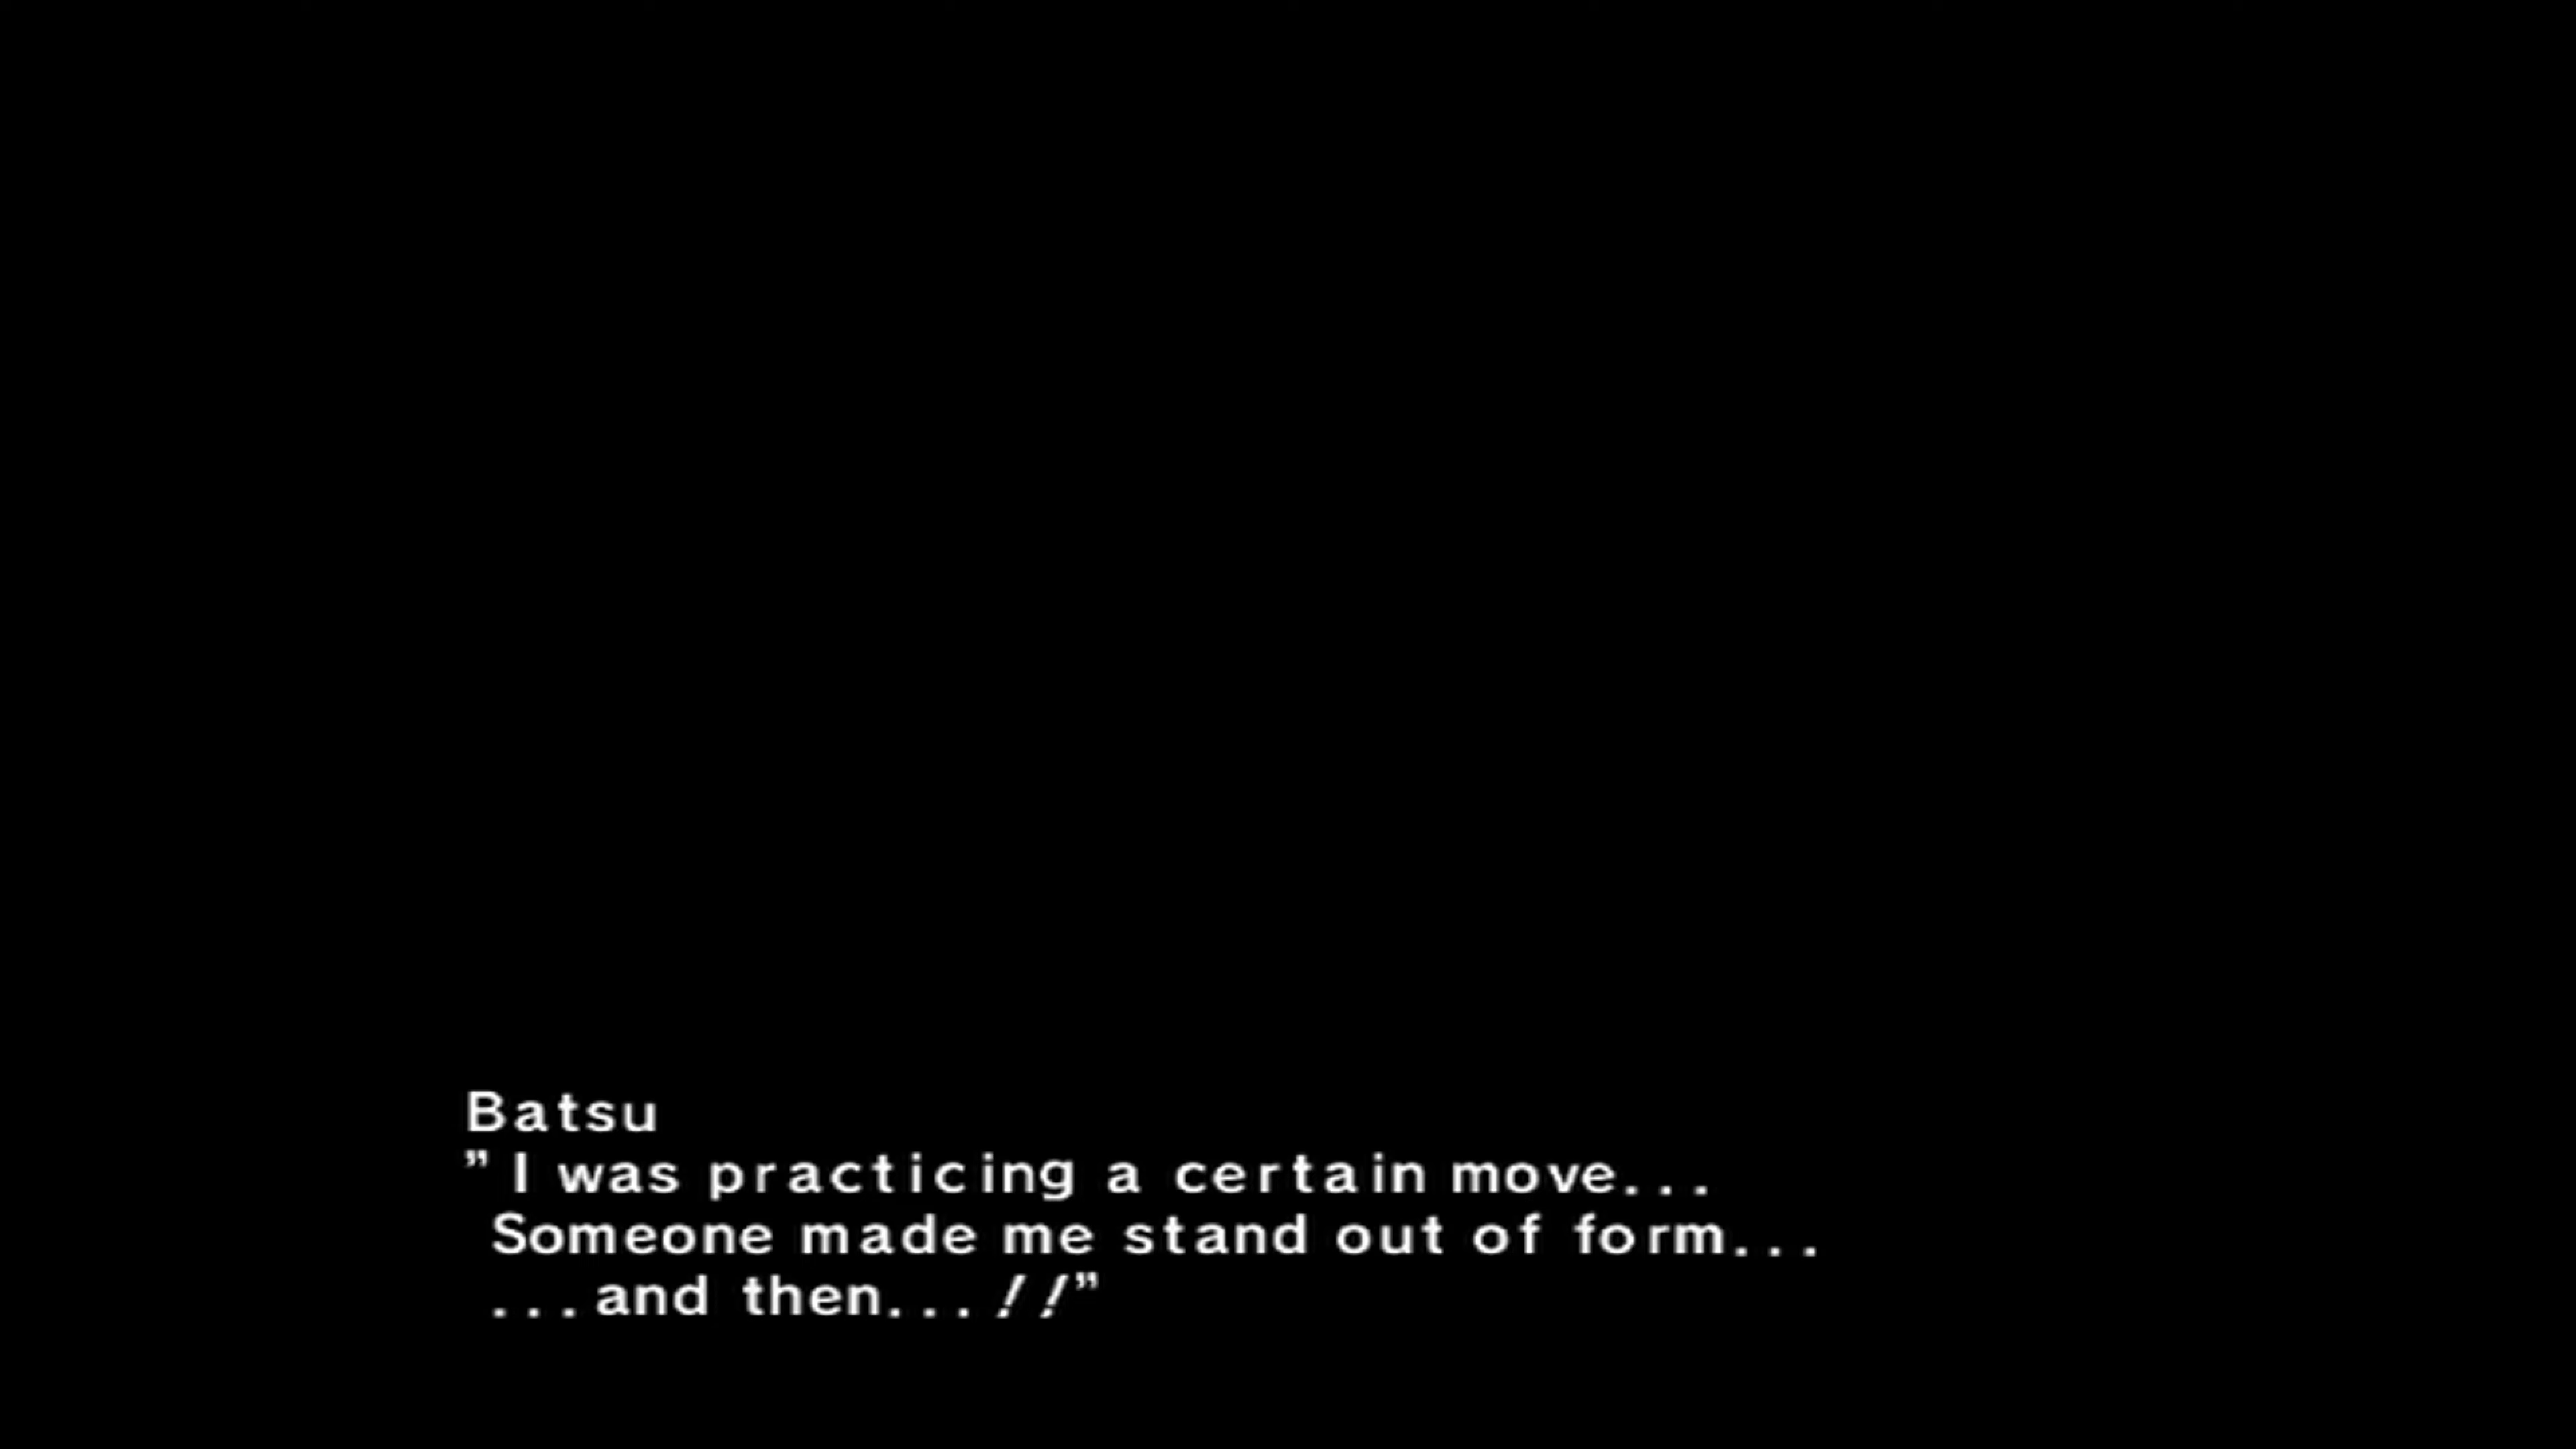 Batsu
”I was practicing a certain move...
Someone made me stand out of form...
...and then...!!”